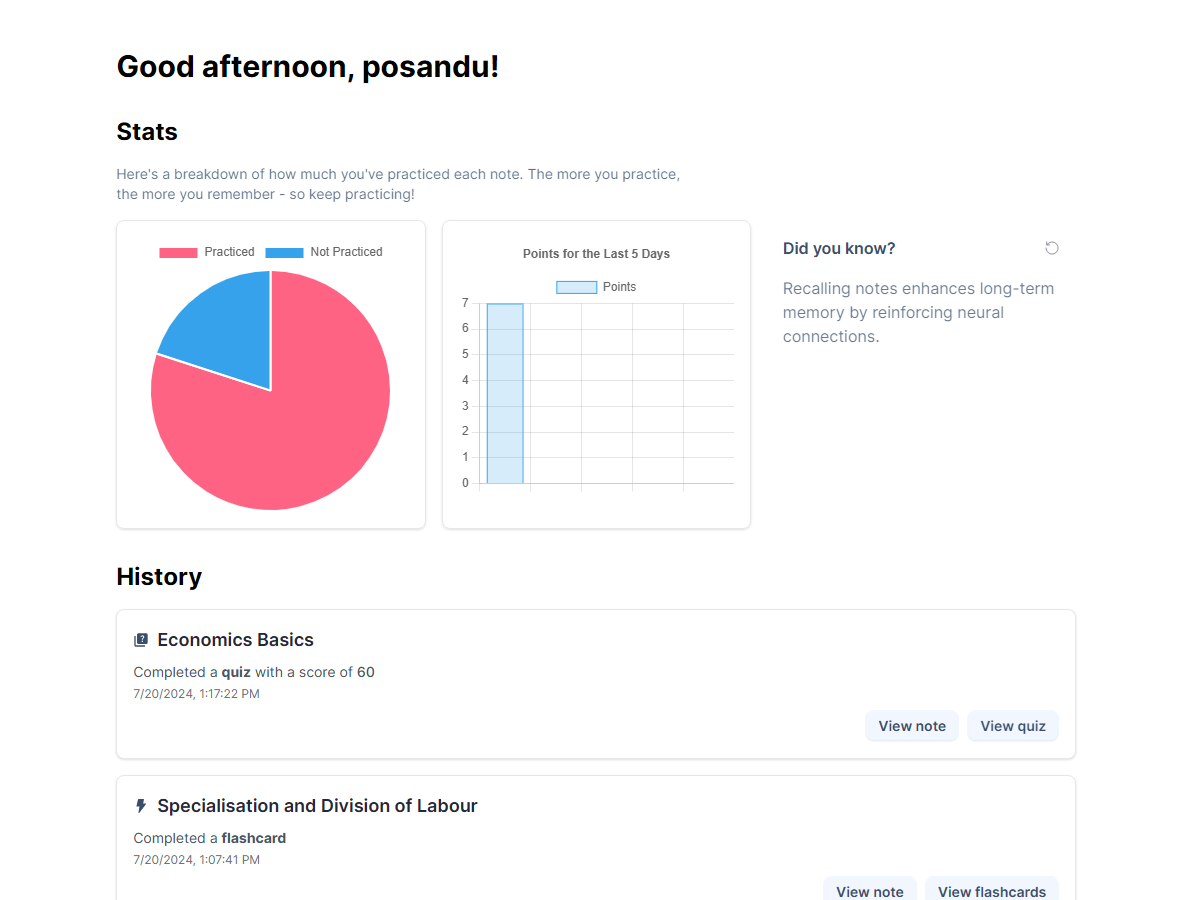 Good afternoon, posandu!
Stats
Here's a breakdown of how much you've practiced each note. The more you practice,
the more you remember - so keep practicing!
Practiced
Not Practiced
Points for the Last 5 Days
Points
7
6
5
4
3
2
1
0
Did you know?
Recalling notes enhances long-term
memory by reinforcing neural
connections.
History
Economics Basics
Completed a quiz with a score of 60
7/20/2024, 1:17:22 PM
View note
View quiz
Specialisation and Division of Labour
Completed a flashcard
7/20/2024, 1:07:41 PM
View note
View flashcards